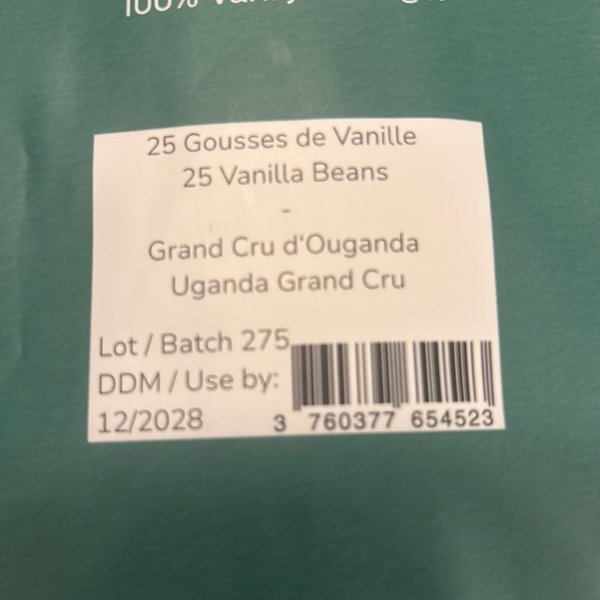 100%
25 Gousses de Vanille
25 Vanilla Beans
-
Grand Cru d'Ouganda
Uganda Grand Cru
Lot / Batch 275
DDM / Use by:
12/2028
3 760377 654523